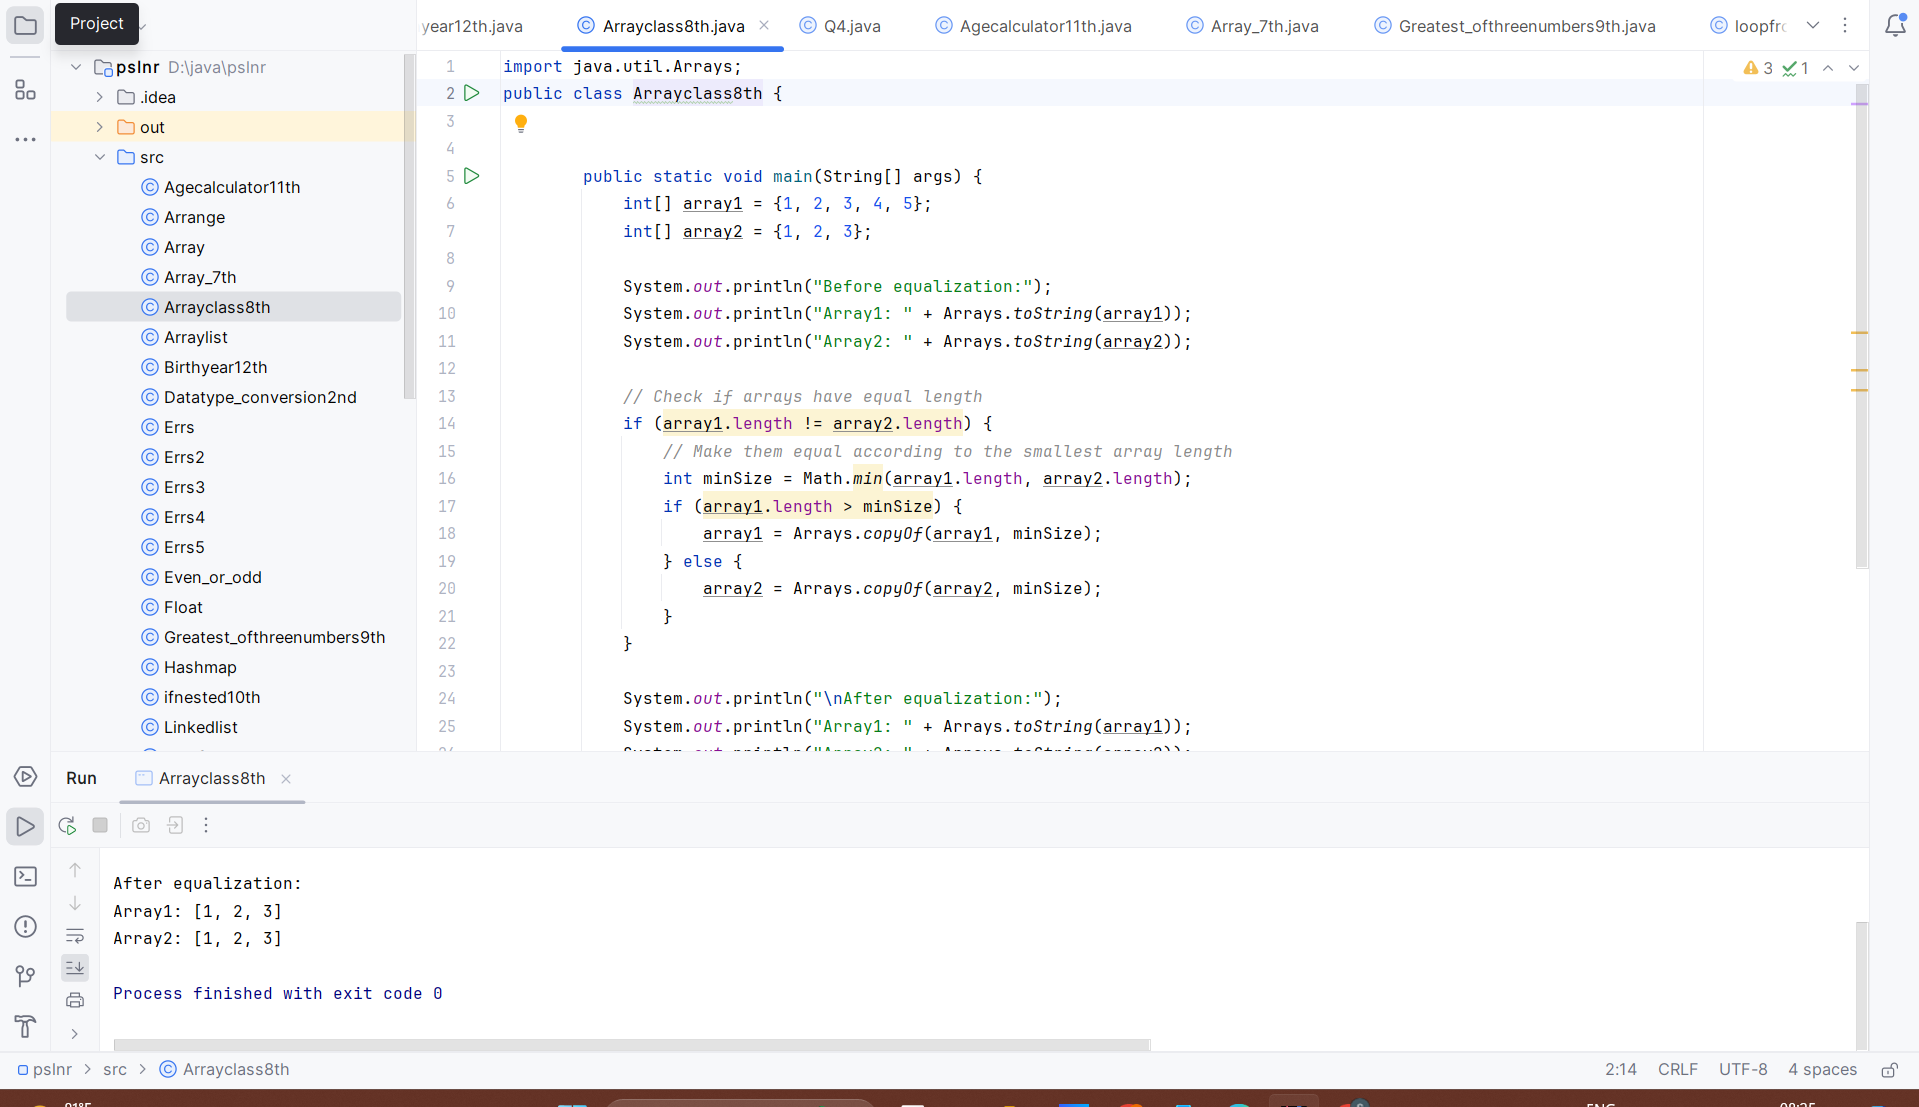 Project
year12th.java
Arrayclass8th.java
Q4.java
Agecalculator11th.java
Array_7th.java
Greatest_ofthreenumbers9th.java
pslnr D:\java\pslnr
.idea
out
src
Agecalculator11th
Arrange
Array
Array_7th
Arrayclass8th
Arraylist
Birthyear12th
Datatype_conversion2nd
Errs
Errs2
Errs3
Errs4
Errs5
Even_or_odd
Float
Greatest_ofthreenumbers9th
Hashmap
ifnested10th
Linkedlist
3 1
1 import java.util.Arrays;
2 public class Arrayclass8th {
3
4
5 public static void main(String[] args) {
6 int[] array1 = {1, 2, 3, 4, 5};
7 int[] array2 = {1, 2, 3};
8
9 System.out.println("Before equalization:");
10 System.out.println("Array1: " + Arrays.toString(array1));
11 System.out.println("Array2: " + Arrays.toString(array2));
12
13 // Check if arrays have equal length
14 if (array1.length != array2.length) {
15 // Make them equal according to the smallest array length
16 int minSize = Math.min(array1.length, array2.length);
17 if (array1.length > minSize) {
18 array1 = Arrays.copyOf(array1, minSize);
19 } else {
20 array2 = Arrays.copyOf(array2, minSize);
21 }
22 }
23
24 System.out.println("\nAfter equalization:");
25 System.out.println("Array1: " + Arrays.toString(array1));
Run
Arrayclass8th
After equalization:
Array1: [1, 2, 3]
Array2: [1, 2, 3]
Process finished with exit code 0
pslnr > src > Arrayclass8th
2:14 CRLF UTF-8 4 spaces